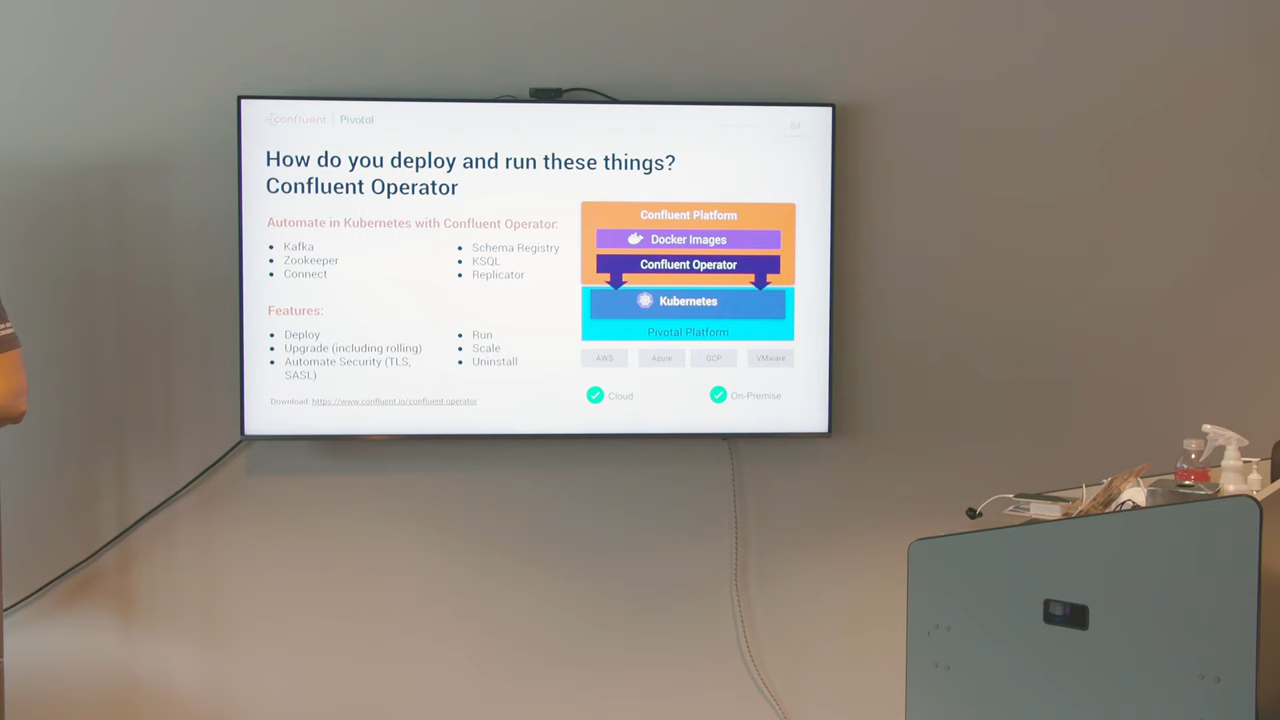 confluent | Pivotal
84
How do you deploy and run these things?
Confluent Operator
Automate in Kubernetes with Confluent Operator:
• Kafka
• Zookeeper
• Connect
• Schema Registry
• KSQL
• Replicator
Features:
• Deploy
• Upgrade (including rolling)
• Automate Security (TLS,
SASL)
• Run
• Scale
• Uninstall
Download: https://www.confluent.io/confluent-operator
Confluent Platform
Docker Images
Confluent Operator
Kubernetes
Pivotal Platform
AWS
Azure
GCP
VMware
Cloud
On-Premise